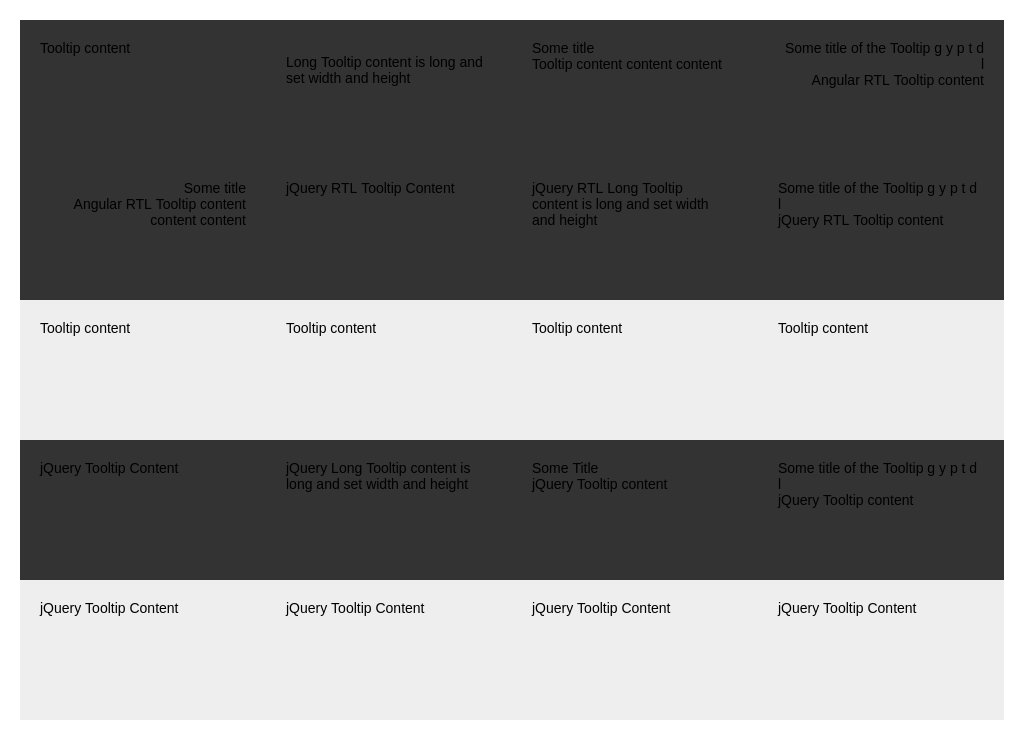 Tooltip content
Long Tooltip content is long and
set width and height
Some title
Tooltip content content content
Some title of the Tooltip g y p t d
l
Angular RTL Tooltip content
Some title
Angular RTL Tooltip content
content content
jQuery RTL Tooltip Content
jQuery RTL Long Tooltip
content is long and set width
and height
Some title of the Tooltip g y p t d
l
jQuery RTL Tooltip content
Tooltip content
Tooltip content
Tooltip content
Tooltip content
jQuery Tooltip Content
jQuery Long Tooltip content is
long and set width and height
Some Title
jQuery Tooltip content
Some title of the Tooltip g y p t d
l
jQuery Tooltip content
jQuery Tooltip Content
jQuery Tooltip Content
jQuery Tooltip Content
jQuery Tooltip Content